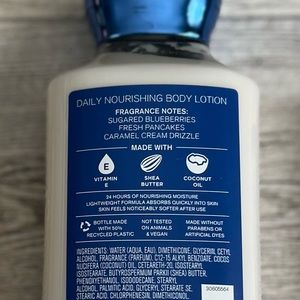 DAILY NOURISHING BODY LOTION
FRAGRANCE NOTES:
SUGARED BLUEBERRIES
FRESH PANCAKES
CARAMEL CREAM DRIZZLE
MADE WITH
E
VITAMIN
E
SHEA
BUTTER
COCONUT
OIL
24 HOURS OF NOURISHING MOISTURE
LIGHTWEIGHT FORMULA ABSORBS QUICKLY INTO SKIN
SKIN FEELS NOTICEABLY SOFTER AFTER USE
BOTTLE MADE
WITH 50%
RECYCLED PLASTIC
NOT TESTED
ON ANIMALS
& VEGAN
MADE WITHOUT
PARABENS OR
ARTIFICIAL DYES
INGREDIENTS: WATER (AQUA, EAU), DIMETHICONE, GLYCERIN, CETYL
ALCOHOL, FRAGRANCE (PARFUM), C12-15 ALKYL BENZOATE, COCOS
NUCIFERA (COCONUT) OIL, CETEARETH-20, ISOSTEARYL
ISOSTEARATE, BUTYROSPERMUM PARKII (SHEA) BUTTER,
PHENOXYETHANOL, DIMETHICONOL, STEARYL
ALCOHOL, PALMITIC ACID, GLYCERYL STEARATE SE,
STEARIC ACID, CHLORPHENESIN, DIMETHICONOL,
30605564